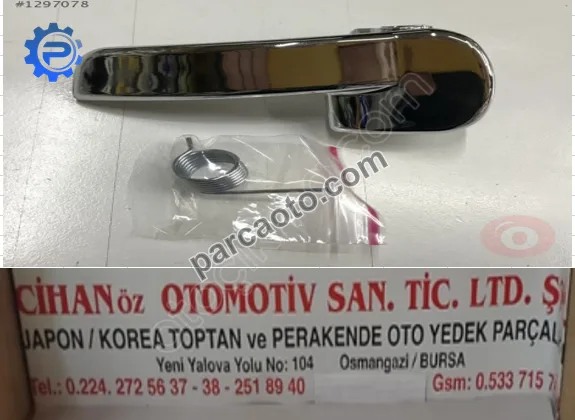 #1297078
parcaoto.com
CİHANöz OTOMOTİV SAN. TİC. LTD. Ş
JAPON / KOREA TOPTAN ve PERAKENDE OTO YEDEK PARÇAL
Yeni Yalova Yolu No: 104 Osmangazi / BURSA
Tel.: 0.224. 272 56 37 - 38 - 251 89 40 Gsm: 0.533 715